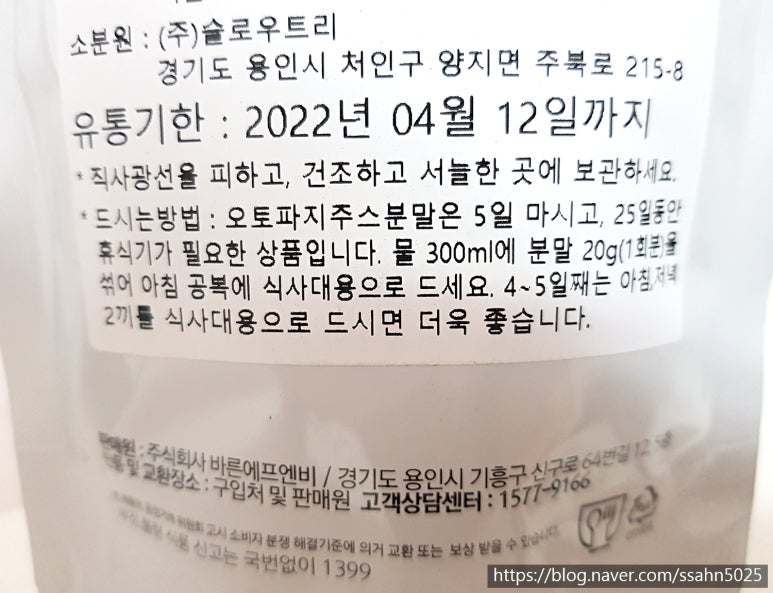 소분원 : (주)슬로우트리
경기도 용인시 처인구 양지면 주북로 215-8
유통기한 : 2022년 04월 12일까지
* 직사광선을 피하고, 건조하고 서늘한 곳에 보관하세요.
* 드시는방법 : 오토파지주스분말은 5일 마시고, 25일동안
휴식기가 필요한 상품입니다. 물 300ml에 분말 20g(1회분)을
섞어 아침 공복에 식사대용으로 드세요. 4~5일째는 아침,저녁
2끼를 식사대용으로 드시면 더욱 좋습니다.
판매원 : 주식회사 바른에프엔비 / 경기도 용인시 기흥구 신구로 64번길 12,
및 교환장소 : 구입처 및 판매원 고객상담센터 : 1577-9166
고시 소비자 분쟁 해결기준에 의거 교환 또는 보상 받을 수 있습니다.
식품 신고는 국번없이 1399
https://blog.naver.com/ssahn5025